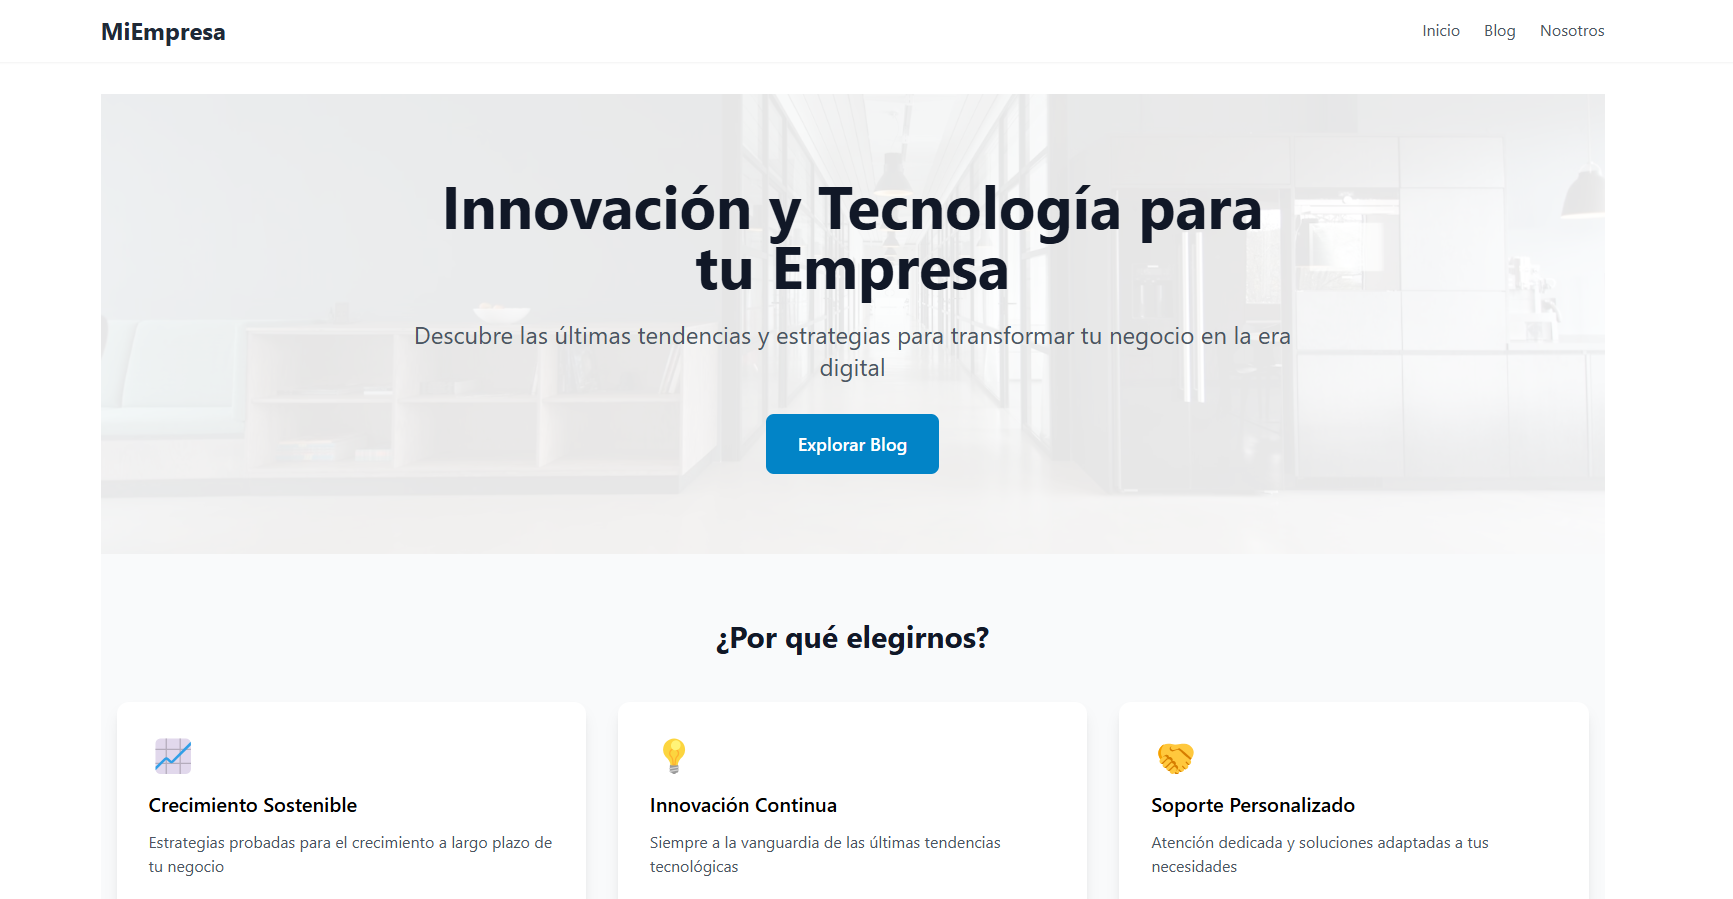 MiEmpresa
Inicio Blog Nosotros
Innovación y Tecnología para
tu Empresa
Descubre las últimas tendencias y estrategias para transformar tu negocio en la era
digital
Explorar Blog
¿Por qué elegirnos?
Crecimiento Sostenible
Estrategias probadas para el crecimiento a largo plazo de
tu negocio
Innovación Continua
Siempre a la vanguardia de las últimas tendencias
tecnológicas
Soporte Personalizado
Atención dedicada y soluciones adaptadas a tus
necesidades